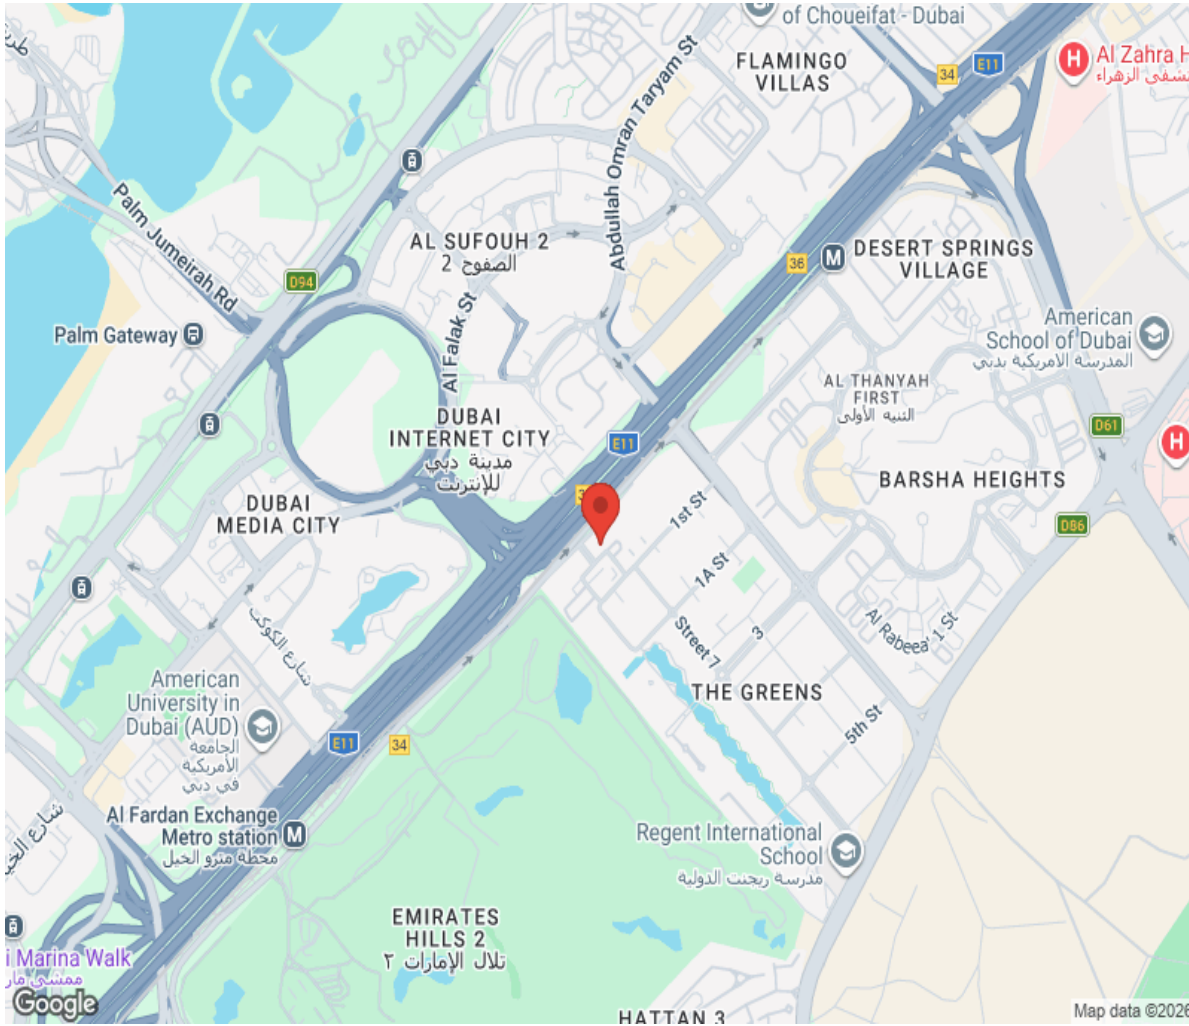 of Choueifat - Dubai
FLAMINGO
VILLAS
34
E11
Al Zahra H
Abdullah Omran Taryam St
Palm Jumeirah Rd
AL SUFOUH 2
الصفوح 2
D94
36
M
DESERT SPRINGS
VILLAGE
Palm Gateway
Al Falak St
American
School of Dubai
المدرسة الامريكية بدبي
AL THANYAH
FIRST
الثنيه الأولى
DUBAI
INTERNET CITY
مدينة دبي
للإنترنت
E11
D61
H
BARSHA HEIGHTS
DUBAI
MEDIA CITY
1st St
D86
1A St
شارع الكوكب
Al Rabeea' 1 St
Street 7
3
American
University in
Dubai (AUD)
الجامعة
الأمريكية
في دبي
THE GREENS
5th St
E11
34
Al Fardan Exchange
Metro station
محطة مترو الخيل
M
Regent International
School
مدرسة ريجنت الدولية
EMIRATES
HILLS 2
تلال الإمارات ٢
i Marina Walk
Google
HATTAN 3
Map data ©2026